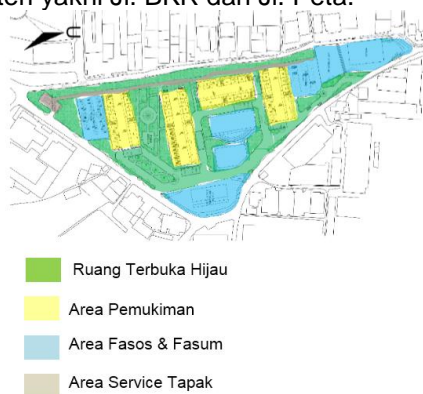 yakni Jl. BKR dan Jl. Peta.
U
Ruang Terbuka Hijau
Area Pemukiman
Area Fasos & Fasum
Area Service Tapak